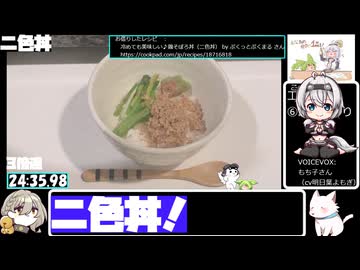 二色丼
お借りしたレシピ ：
冷めても美味しい♪鶏そぼろ丼（二色丼） by ぷくっとぷくまる さん
https://cookpad.com/jp/recipes/18716818
3倍速
24:35.98
二色丼！
VOICEVOX:
もち子さん
（cv明日葉よもぎ）